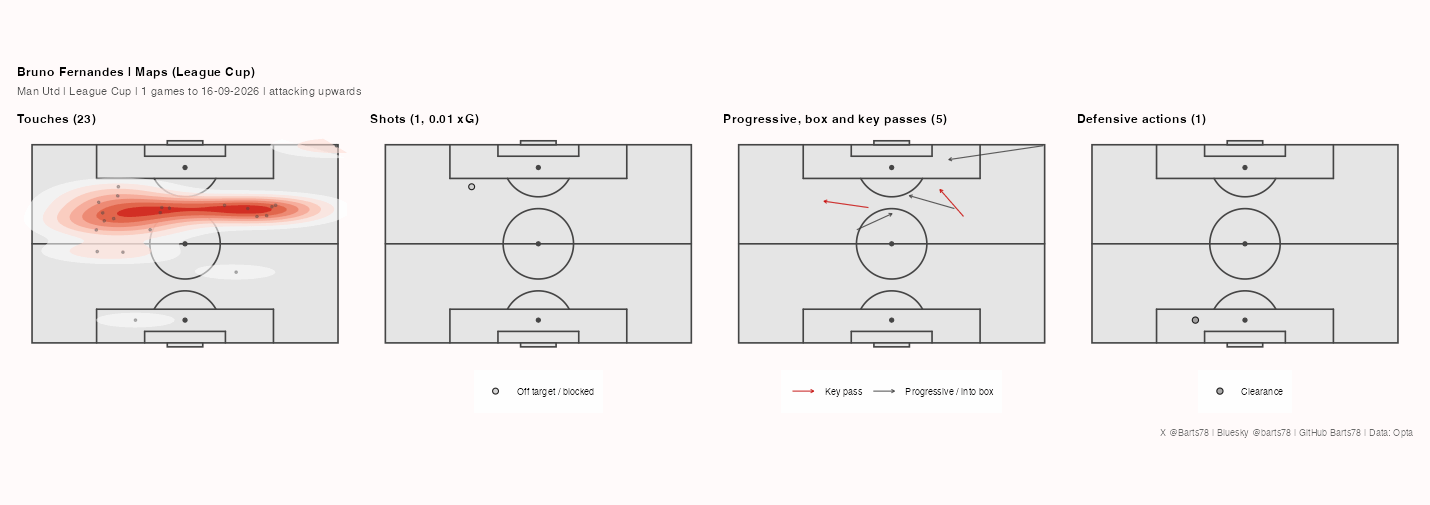 Bruno Fernandes | Maps (League Cup)
Man Utd | League Cup | 1 games to 16-09-2026 | attacking upwards
Touches (23)
Shots (1, 0.01 xG)
Progressive, box and key passes (5)
Defensive actions (1)
Off target / blocked
Key pass
Progressive / into box
Clearance
X @Barts78 | Bluesky @barts78 | GitHub Barts78 | Data: Opta